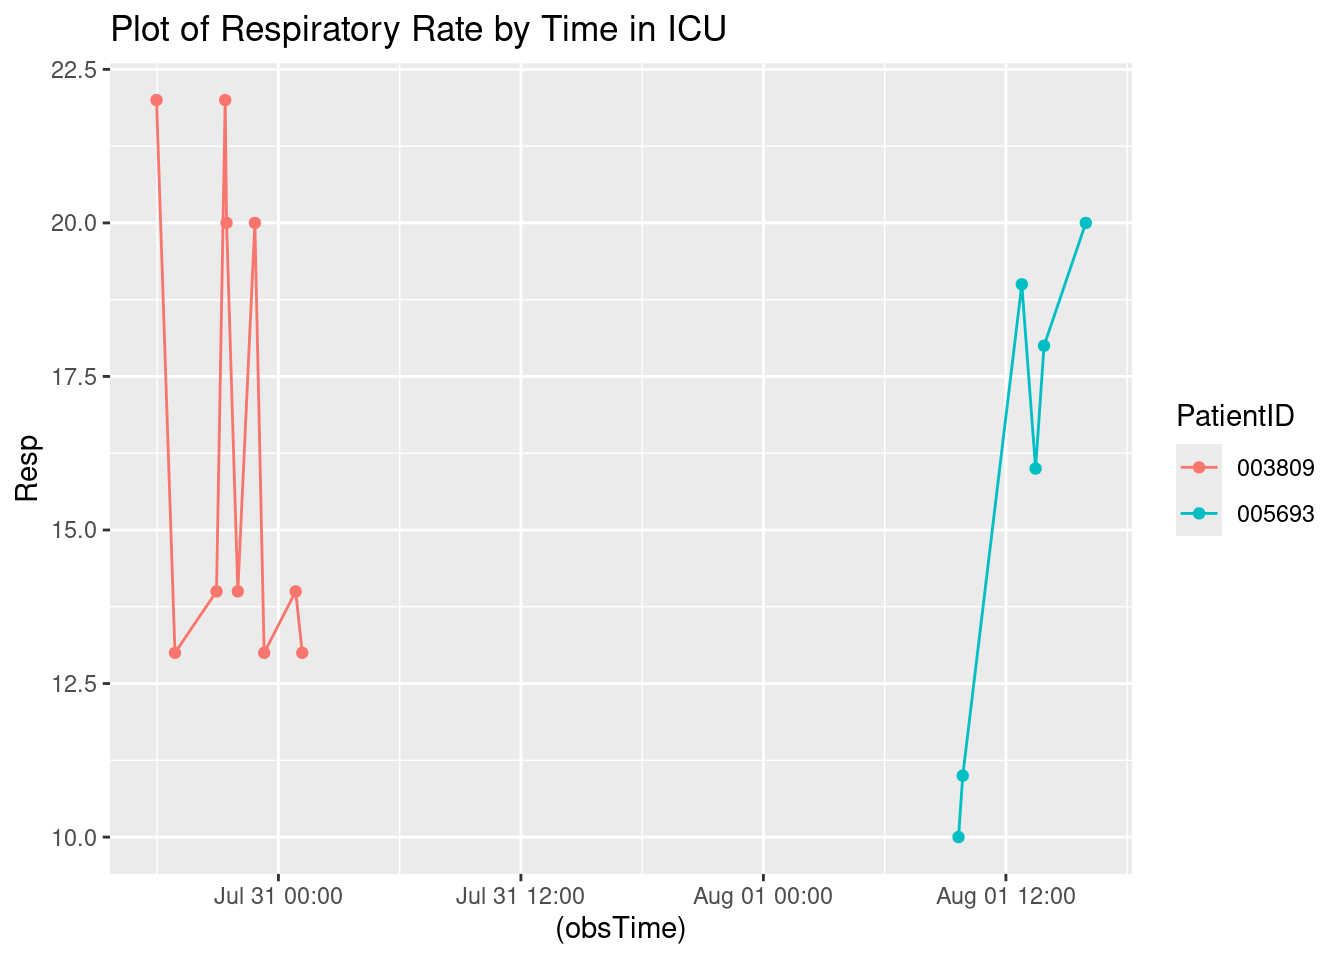 Plot of Respiratory Rate by Time in ICU
22.5
20.0
17.5
15.0
12.5
10.0
Resp
Jul 31 00:00
Jul 31 12:00
Aug 01 00:00
Aug 01 12:00
(obsTime)
PatientID
003809
005693